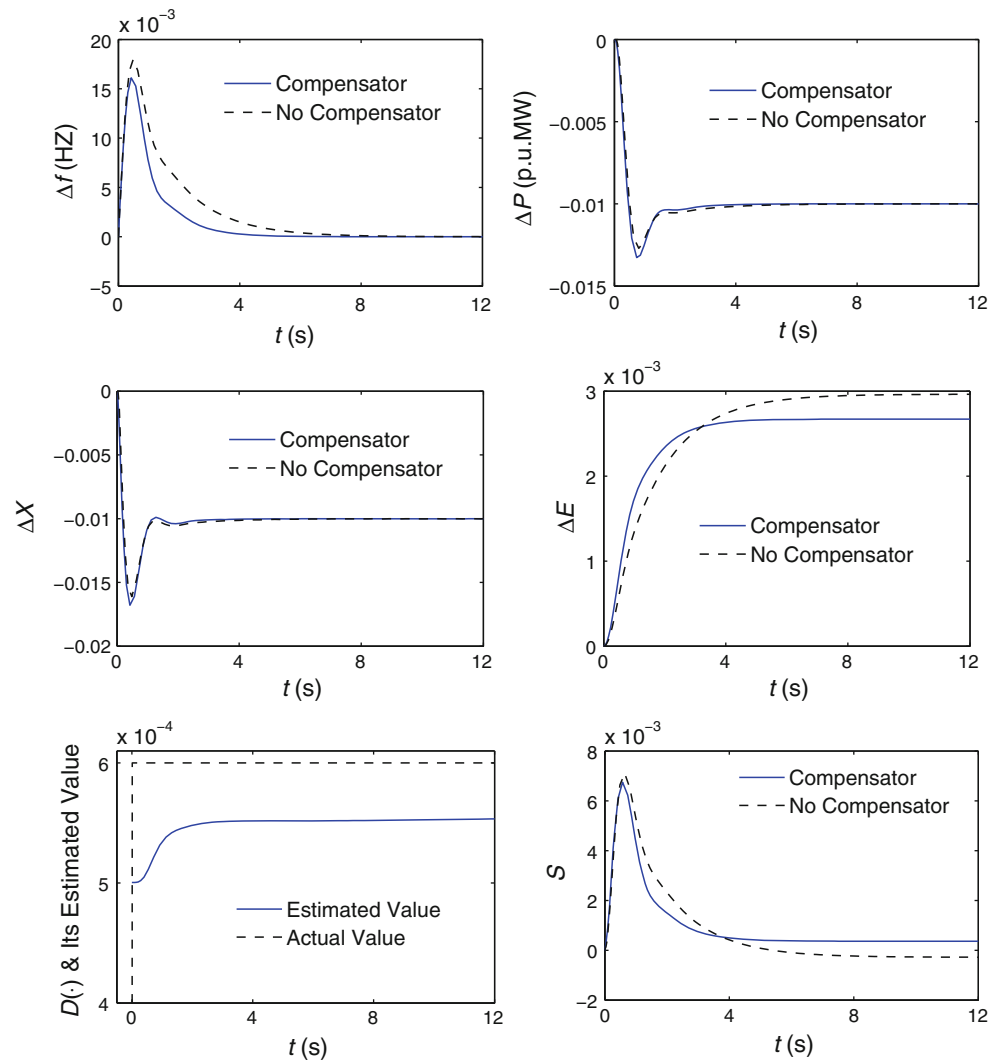 x 10⁻³
20
15
10
5
0
−5
0 4 8 12
Δf (HZ)
t (s)
Compensator
No Compensator
0
−0.005
−0.01
−0.015
0 4 8 12
ΔP (p.u.MW)
t (s)
Compensator
No Compensator
0
−0.005
−0.01
−0.015
−0.02
0 4 8 12
ΔX
t (s)
Compensator
No Compensator
x 10⁻³
3
2
1
0
0 4 8 12
ΔE
t (s)
Compensator
No Compensator
x 10⁻⁴
6
5
4
0 4 8 12
D(·) & Its Estimated Value
t (s)
Estimated Value
Actual Value
x 10⁻³
8
6
4
2
0
−2
0 4 8 12
S
t (s)
Compensator
No Compensator